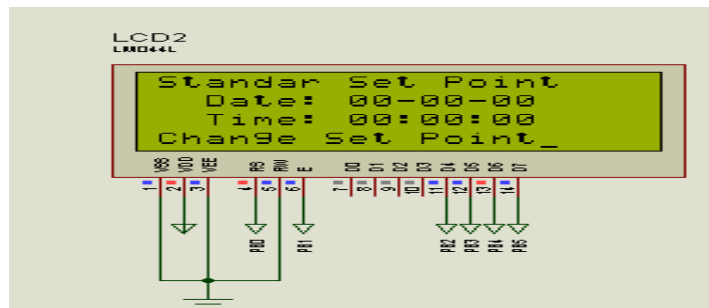 LCD2
LM044L
Standar Set Point
Date: 00-00-00
Time: 00:00:00
Change Set Point_
VSS VDD VEE RS RW E D0 D1 D2 D3 D4 D5 D6 D7
1 2 3 4 5 6 7 8 9 10 11 12 13 14
PB0 PB1 PB2 PB3 PB4 PB5